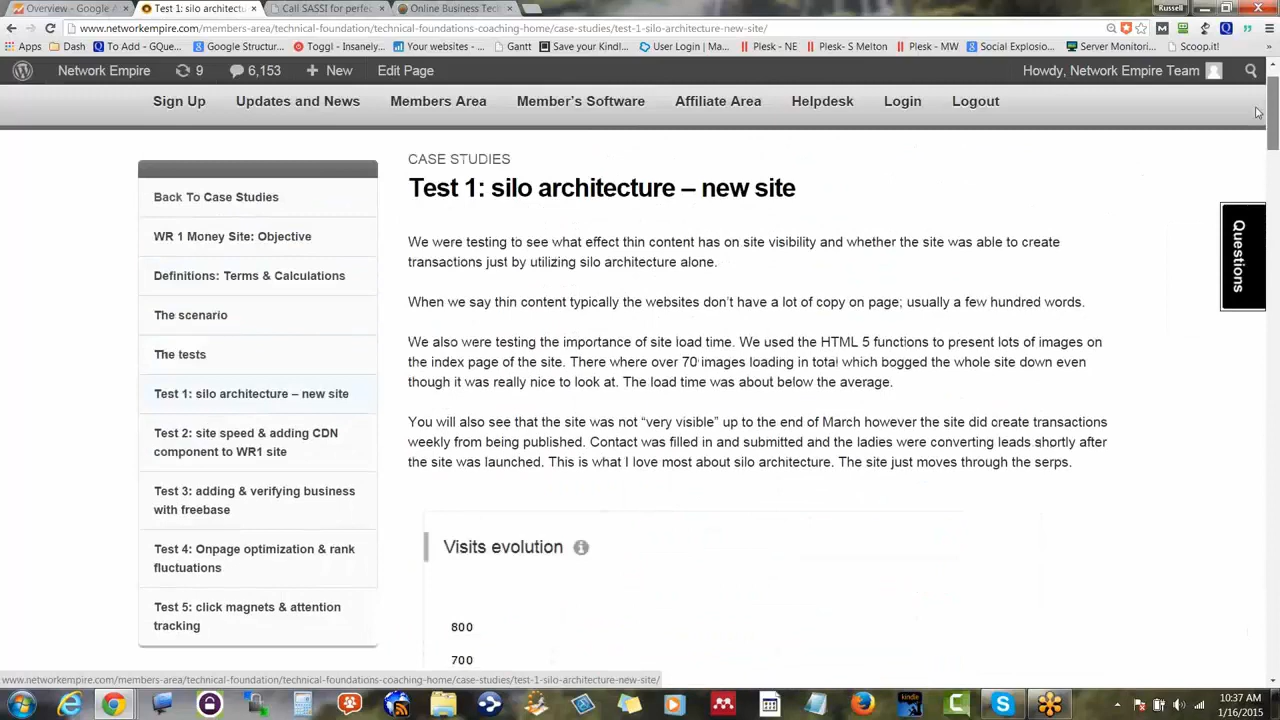 Overview - Google A
Test 1: silo architectu
Call SASSI for perfec
Online Business Tech
Russell
www.networkempire.com/members-area/technical-foundation/technical-foundations-coaching-home/case-studies/test-1-silo-architecture-new-site/
Apps
Dash
To Add - GQue...
Google Structur...
Toggl - Insanely...
Your websites - ...
Gantt
Save your Kindl...
User Login | Ma...
Plesk - NE
Plesk- S Melton
Plesk - MW
Social Explosio...
Server Monitori...
Scoop.it!
Network Empire
9
6,153
New
Edit Page
Howdy, Network Empire Team
Sign Up
Updates and News
Members Area
Member's Software
Affiliate Area
Helpdesk
Login
Logout
Back To Case Studies
WR 1 Money Site: Objective
Definitions: Terms & Calculations
The scenario
The tests
Test 1: silo architecture – new site
Test 2: site speed & adding CDN
component to WR1 site
Test 3: adding & verifying business
with freebase
Test 4: Onpage optimization & rank
fluctuations
Test 5: click magnets & attention
tracking
CASE STUDIES
Test 1: silo architecture – new site
We were testing to see what effect thin content has on site visibility and whether the site was able to create
transactions just by utilizing silo architecture alone.
When we say thin content typically the websites don't have a lot of copy on page; usually a few hundred words.
We also were testing the importance of site load time. We used the HTML 5 functions to present lots of images on
the index page of the site. There where over 70 images loading in total which bogged the whole site down even
though it was really nice to look at. The load time was about below the average.
You will also see that the site was not “very visible” up to the end of March however the site did create transactions
weekly from being published. Contact was filled in and submitted and the ladies were converting leads shortly after
the site was launched. This is what I love most about silo architecture. The site just moves through the serps.
Visits evolution
800
700
Questions
www.networkempire.com/members-area/technical-foundation/technical-foundations-coaching-home/case-studies/test-1-silo-architecture-new-site/
kindle
10:37 AM
1/16/2015